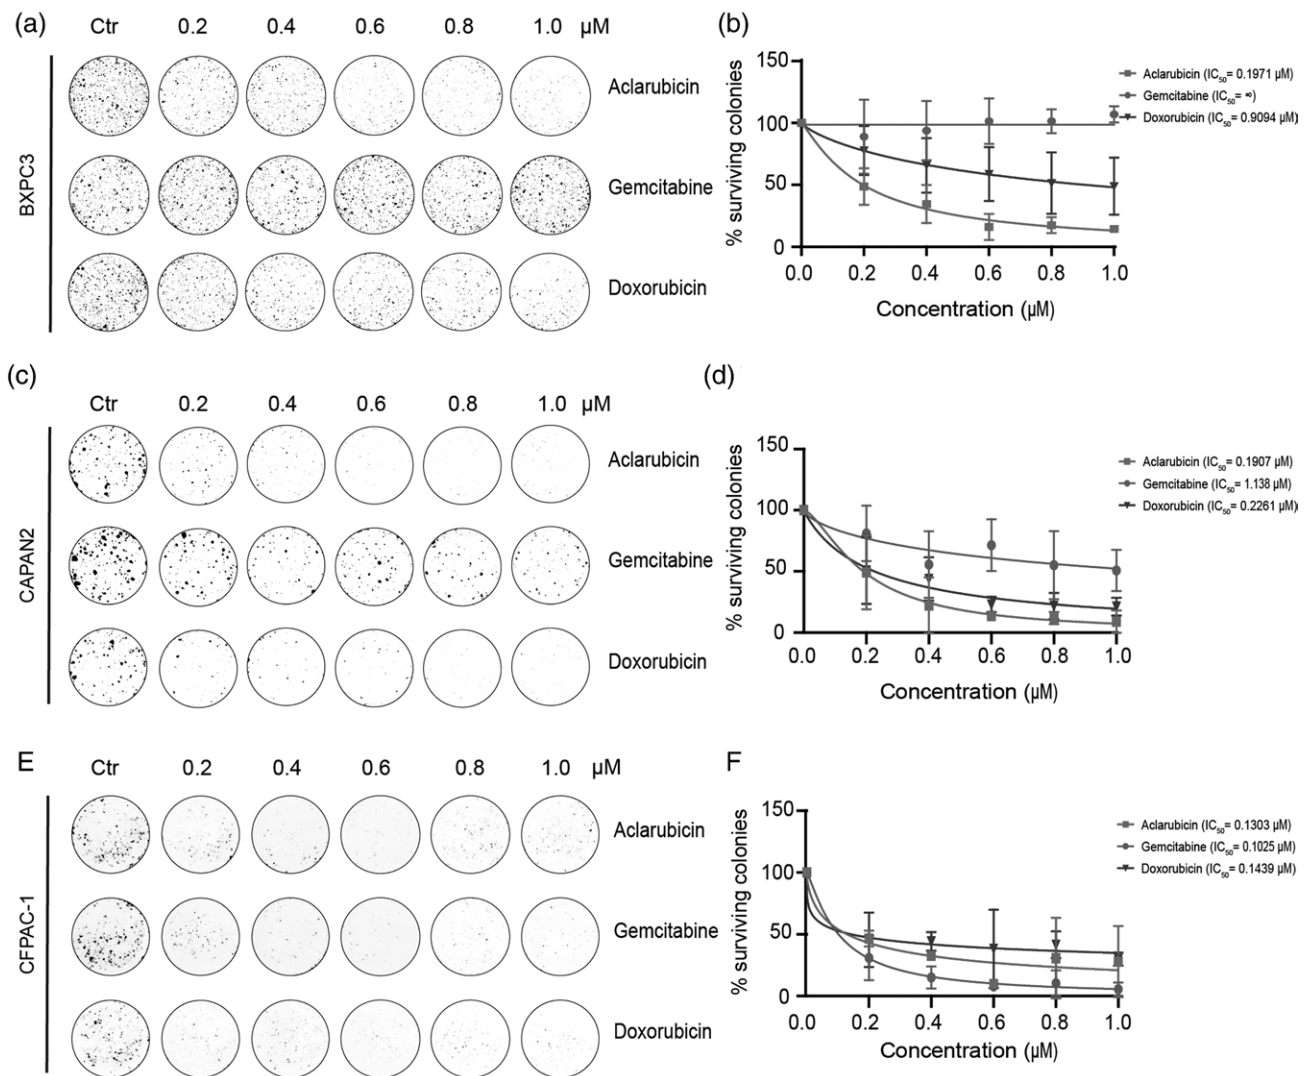 (a)
Ctr 0.2 0.4 0.6 0.8 1.0 µM
BXPC3
Aclarubicin
Gemcitabine
Doxorubicin
(b)
% surviving colonies
150
100
50
0
0.0 0.2 0.4 0.6 0.8 1.0
Concentration (µM)
Aclarubicin (IC50= 0.1971 µM)
Gemcitabine (IC50= ∞)
Doxorubicin (IC50= 0.9094 µM)
(c)
Ctr 0.2 0.4 0.6 0.8 1.0 µM
CAPAN2
Aclarubicin
Gemcitabine
Doxorubicin
(d)
% surviving colonies
150
100
50
0
0.0 0.2 0.4 0.6 0.8 1.0
Concentration (µM)
Aclarubicin (IC50= 0.1907 µM)
Gemcitabine (IC50= 1.138 µM)
Doxorubicin (IC50= 0.2261 µM)
E
Ctr 0.2 0.4 0.6 0.8 1.0 µM
CFPAC-1
Aclarubicin
Gemcitabine
Doxorubicin
F
% surviving colonies
150
100
50
0
0.0 0.2 0.4 0.6 0.8 1.0
Concentration (µM)
Aclarubicin (IC50= 0.1303 µM)
Gemcitabine (IC50= 0.1025 µM)
Doxorubicin (IC50= 0.1439 µM)